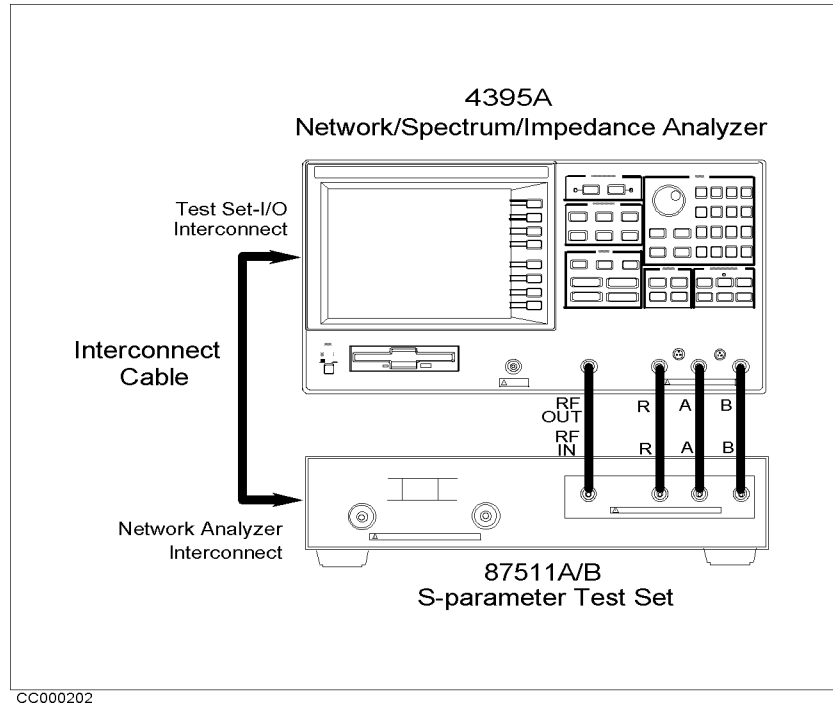 4395A
Network/Spectrum/Impedance Analyzer
Test Set-I/O
Interconnect
Interconnect
Cable
RF
OUT
R
A
B
RF
IN
R
A
B
Network Analyzer
Interconnect
87511A/B
S-parameter Test Set
CC000202